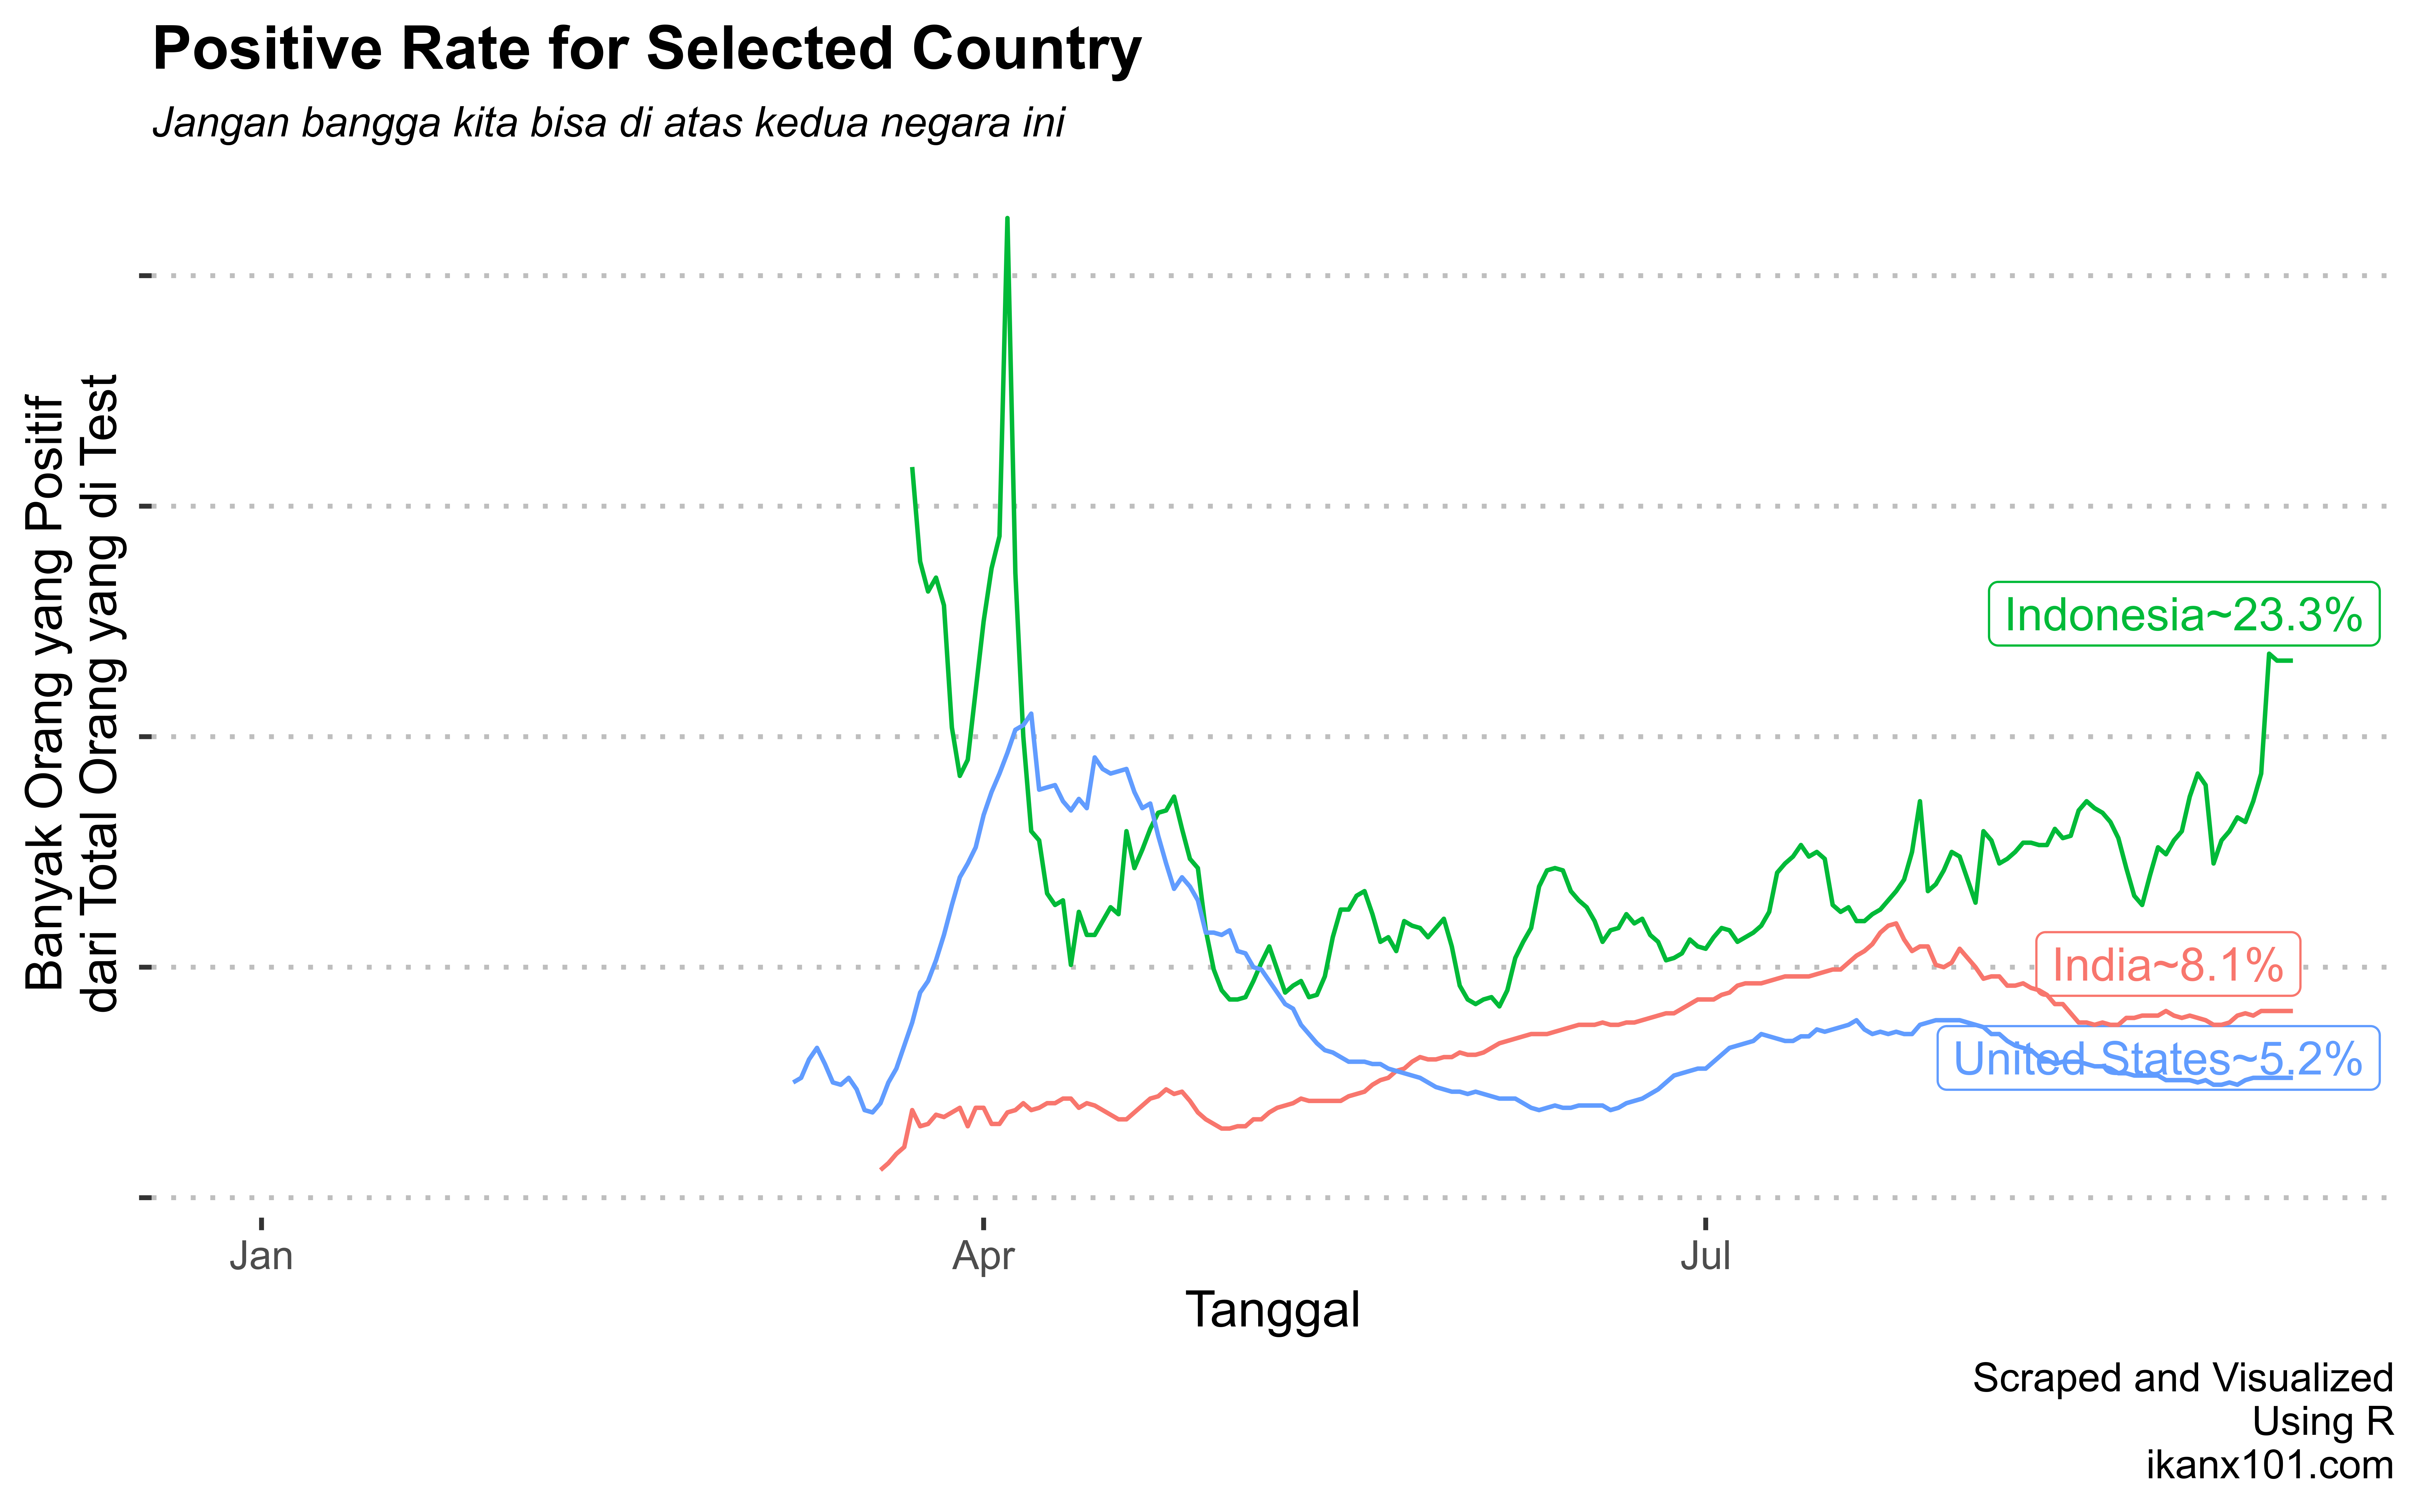 Positive Rate for Selected Country
Jangan bangga kita bisa di atas kedua negara ini
Banyak Orang yang Positif
dari Total Orang yang di Test
Indonesia~23.3%
India~8.1%
United States~5.2%
Jan
Apr
Jul
Tanggal
Scraped and Visualized
Using R
ikanx101.com